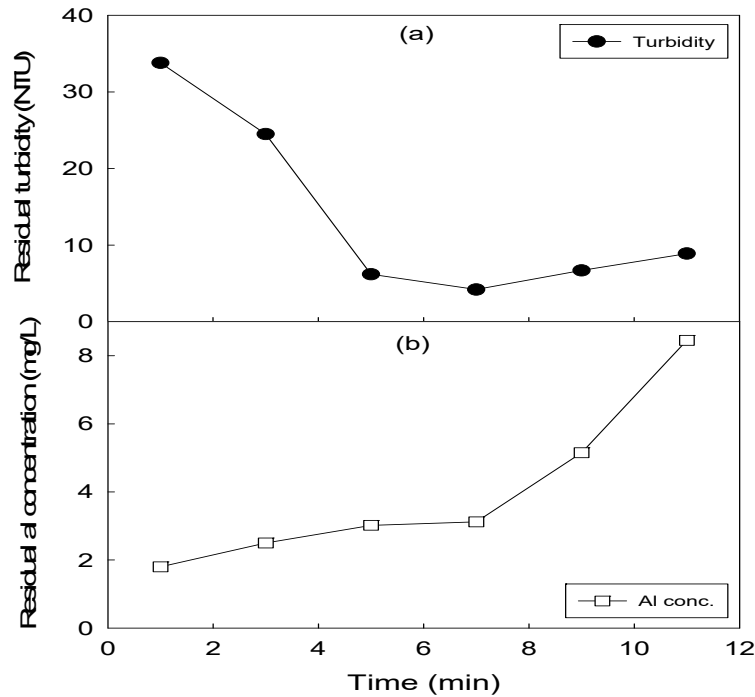 40
(a)
Turbidity
30
20
10
0
Residual turbidity (NTU)
(b)
8
6
4
2
0
Residual al concentration (mg/L)
Al conc.
0 2 4 6 8 10 12
Time (min)